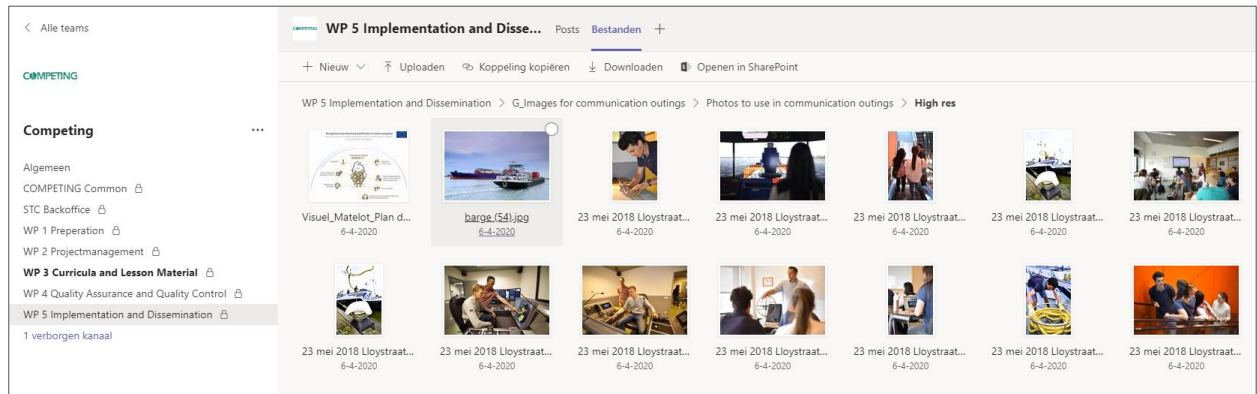 Alle teams
COMPETING
Competing
Algemeen
COMPETING Common
STC Backoffice
WP 1 Preperation
WP 2 Projectmanagement
WP 3 Curricula and Lesson Material
WP 4 Quality Assurance and Quality Control
WP 5 Implementation and Dissemination
1 verborgen kanaal
COMPETING WP 5 Implementation and Disse... Posts Bestanden
Nieuw Uploaden Koppeling kopiëren Downloaden Openen in SharePoint
WP 5 Implementation and Dissemination > G_Images for communication outings > Photos to use in communication outings > High res
Visuel_Matelot_Plan d... barge (54).jpg 23 mei 2018 Lloystraat... 23 mei 2018 Lloystraat... 23 mei 2018 Lloystraat... 23 mei 2018 Lloystraat... 23 mei 2018 Lloystraat...
6-4-2020 6-4-2020 6-4-2020 6-4-2020 6-4-2020 6-4-2020 6-4-2020
23 mei 2018 Lloystraat... 23 mei 2018 Lloystraat... 23 mei 2018 Lloystraat... 23 mei 2018 Lloystraat... 23 mei 2018 Lloystraat... 23 mei 2018 Lloystraat... 23 mei 2018 Lloystraat...
6-4-2020 6-4-2020 6-4-2020 6-4-2020 6-4-2020 6-4-2020 6-4-2020